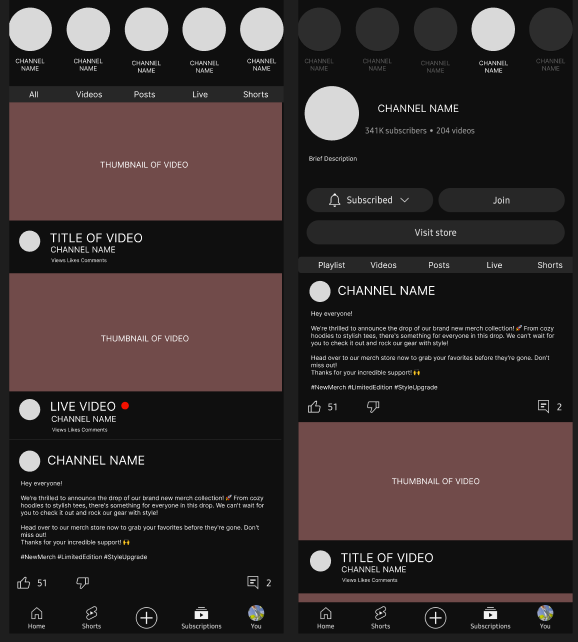 CHANNEL NAME
CHANNEL NAME
CHANNEL NAME
CHANNEL NAME
CHANNEL NAME
All Videos Posts Live Shorts
THUMBNAIL OF VIDEO
TITLE OF VIDEO
CHANNEL NAME
Views Likes Comments
THUMBNAIL OF VIDEO
LIVE VIDEO
CHANNEL NAME
Views Likes Comments
CHANNEL NAME
Hey everyone!
We're thrilled to announce the drop of our brand new merch collection! 🚀 From cozy
hoodies to stylish tees, there's something for everyone in this drop. We can't wait for
you to check it out and rock our gear with style!
Head over to our merch store now to grab your favorites before they're gone. Don't
miss out!
Thanks for your incredible support! 🙌
#NewMerch #LimitedEdition #StyleUpgrade
51 2
Home Shorts Subscriptions You
CHANNEL NAME
CHANNEL NAME
CHANNEL NAME
CHANNEL NAME
CHANNEL NAME
CHANNEL NAME
341K subscribers • 204 videos
Brief Description
Subscribed Join
Visit store
Playlist Videos Posts Live Shorts
CHANNEL NAME
Hey everyone!
We're thrilled to announce the drop of our brand new merch collection! 🚀 From cozy
hoodies to stylish tees, there's something for everyone in this drop. We can't wait for
you to check it out and rock our gear with style!
Head over to our merch store now to grab your favorites before they're gone. Don't
miss out!
Thanks for your incredible support! 🙌
#NewMerch #LimitedEdition #StyleUpgrade
51 2
THUMBNAIL OF VIDEO
TITLE OF VIDEO
CHANNEL NAME
Views Likes Comments
Home Shorts Subscriptions You